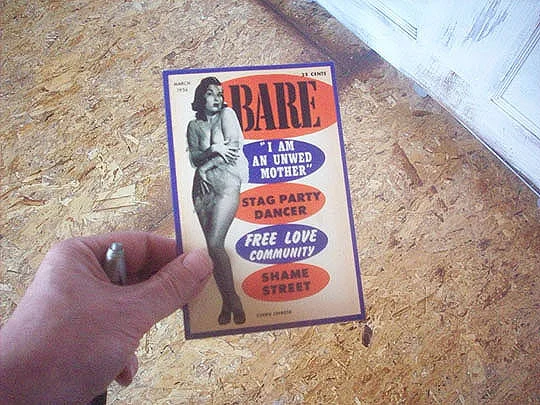 MARCH
1956
25 CENTS
BARE
"I AM
AN UNWED
MOTHER"
STAG PARTY
DANCER
FREE LOVE
COMMUNITY
SHAME
STREET